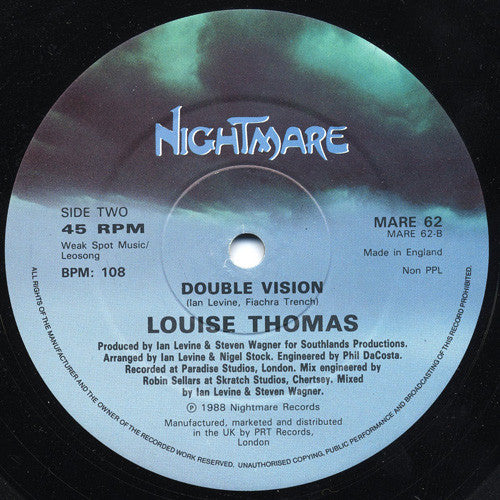 NIGHTMARE
SIDE TWO
45 RPM
Weak Spot Music/
Leosong
BPM: 108
MARE 62
MARE 62-B
Made in England
Non PPL
DOUBLE VISION
(Ian Levine, Fiachra Trench)
LOUISE THOMAS
Produced by Ian Levine & Steven Wagner for Southlands Productions.
Arranged by Ian Levine & Nigel Stock. Engineered by Phil DaCosta.
Recorded at Paradise Studios, London. Mix engineered by
Robin Sellars at Skratch Studios, Chertsey. Mixed
by Ian Levine & Steven Wagner.
℗ 1988 Nightmare Records
Manufactured, marketed and distributed
in the UK by PRT Records,
London
ALL RIGHTS OF THE MANUFACTURER AND THE OWNER OF THE RECORDED WORK RESERVED. UNAUTHORISED COPYING, PUBLIC PERFORMANCE AND BROADCASTING OF THIS RECORD PROHIBITED.